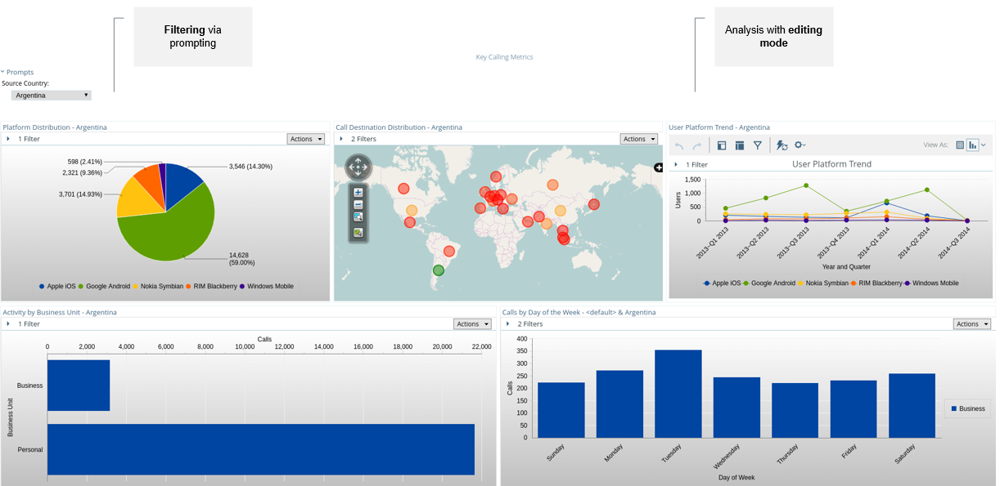 Filtering via
prompting
Analysis with editing
mode
Key Calling Metrics
Prompts
Source Country:
Argentina
Platform Distribution - Argentina
1 Filter
Actions
598 (2.41%)
2,321 (9.36%)
3,701 (14.93%)
3,546 (14.30%)
14,628
(59.00%)
Apple iOS
Google Android
Nokia Symbian
RIM Blackberry
Windows Mobile
Call Destination Distribution - Argentina
2 Filters
Actions
User Platform Trend - Argentina
View As:
1 Filter
User Platform Trend
Users
1,500
1,000
500
0
2013-Q1 2013
2013-Q2 2013
2013-Q3 2013
2013-Q4 2013
2014-Q1 2014
2014-Q2 2014
2014-Q3 2014
Year and Quarter
Apple iOS
Google Android
Nokia Symbian
RIM Blackberry
Windows Mobile
Activity by Business Unit - Argentina
1 Filter
Actions
Calls
0
2,000
4,000
6,000
8,000
10,000
12,000
14,000
16,000
18,000
20,000
22,000
Business Unit
Business
Personal
Calls by Day of the Week - <default> & Argentina
2 Filters
Actions
Calls
400
350
300
250
200
150
100
50
0
Sunday
Monday
Tuesday
Wednesday
Thursday
Friday
Saturday
Day of Week
Business